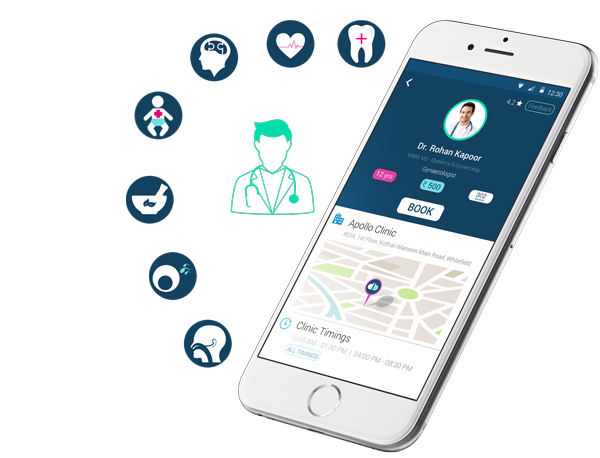 12:30
4.2 ★ Feedback
Dr. Rohan Kapoor
MBBS, MD - Obstetrics & Gynaecology
Gynaecologist
12 yrs ₹ 500 302
BOOK
Apollo Clinic
#534, 1st Floor, Kothari Mansion Main Road, Whitefield
Clinic Timings
10:00 AM - 01:30 PM | 04:00 PM - 08:30 PM
ALL TIMINGS